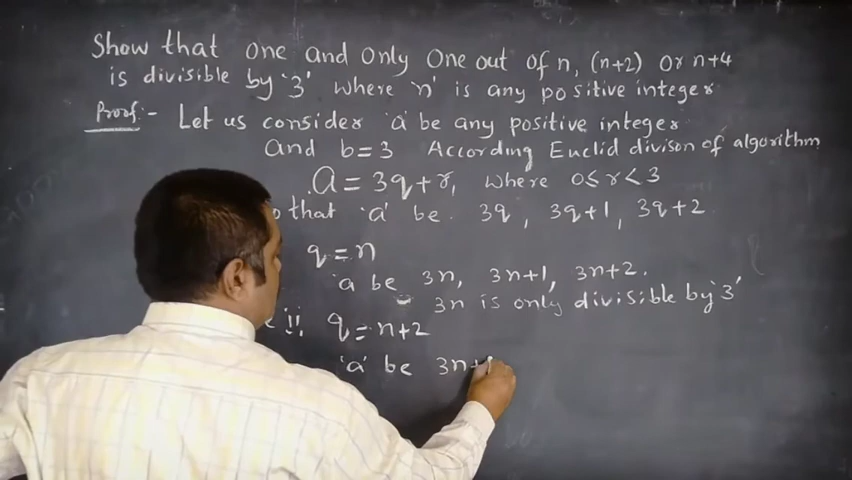 Show that one and only one out of n, (n+2) or n+4
is divisible by '3' where 'n' is any positive integer
Proof:- Let us consider 'a' be any positive integer
and b=3 According Euclid divison of algorithm
a = 3q+r, where 0≤r<3
o that 'a' be 3q, 3q+1, 3q+2
q=n
'a be 3n, 3n+1, 3n+2.
3n is only divisible by '3'
e ii q=n+2
'a' be 3n+